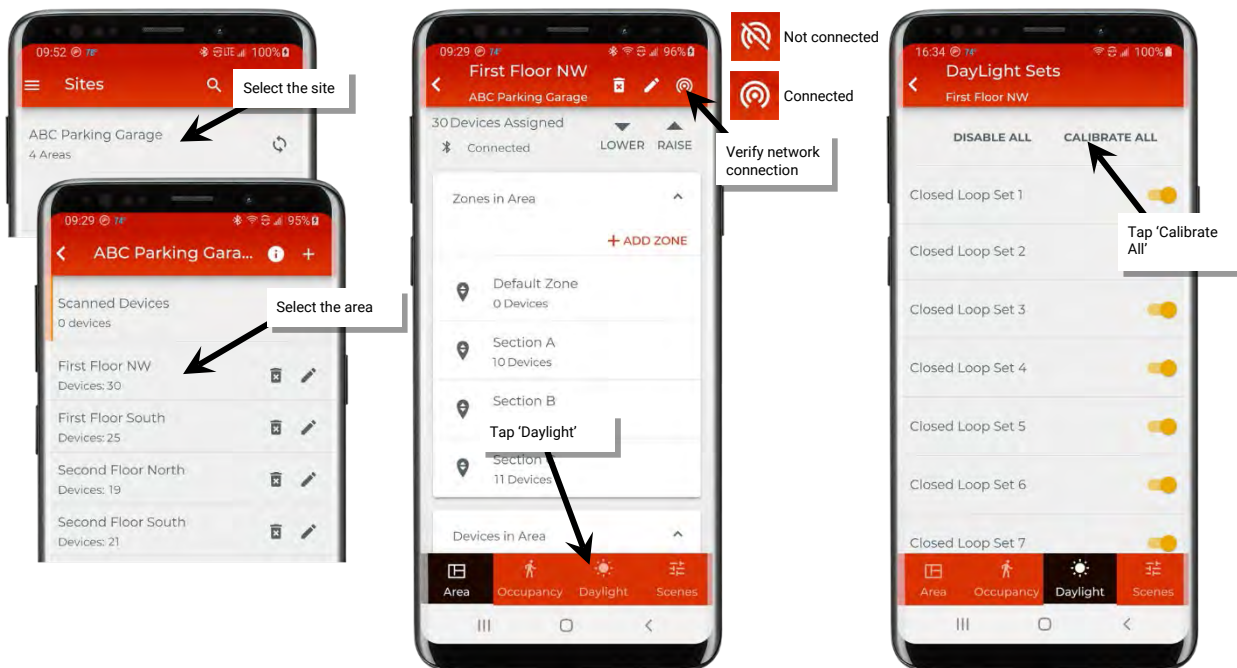 09:52 78° LTE 100%
Sites
Select the site
ABC Parking Garage
4 Areas
09:29 74° 95%
ABC Parking Gara...
Scanned Devices
0 devices
Select the area
First Floor NW
Devices: 30
First Floor South
Devices: 25
Second Floor North
Devices: 19
Second Floor South
Devices: 21
09:29 74° 96%
First Floor NW
ABC Parking Garage
Not connected
Connected
Verify network
connection
30 Devices Assigned
Connected
LOWER RAISE
Zones in Area
+ ADD ZONE
Default Zone
0 Devices
Section A
10 Devices
Section B
Tap ‘Daylight’
Section
11 Devices
Devices in Area
Area Occupancy Daylight Scenes
16:34 74° 100%
DayLight Sets
First Floor NW
DISABLE ALL CALIBRATE ALL
Closed Loop Set 1
Tap ‘Calibrate
All’
Closed Loop Set 2
Closed Loop Set 3
Closed Loop Set 4
Closed Loop Set 5
Closed Loop Set 6
Closed Loop Set 7
Area Occupancy Daylight Scenes